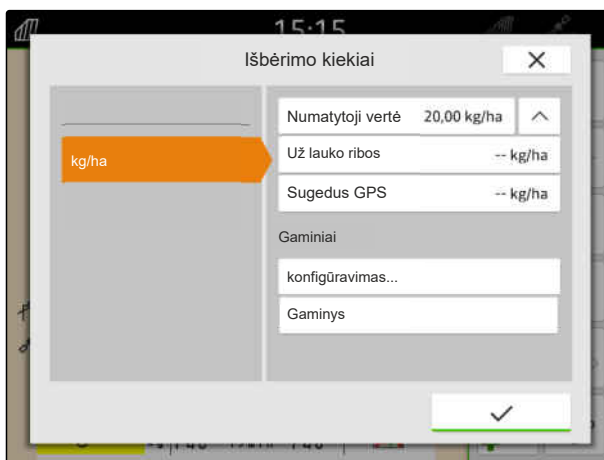 15:15
Išbėrimo kiekiai
kg/ha
Numatytoji vertė 20,00 kg/ha
Už lauko ribos -- kg/ha
Sugedus GPS -- kg/ha
Gaminiai
konfigūravimas...
Gaminys